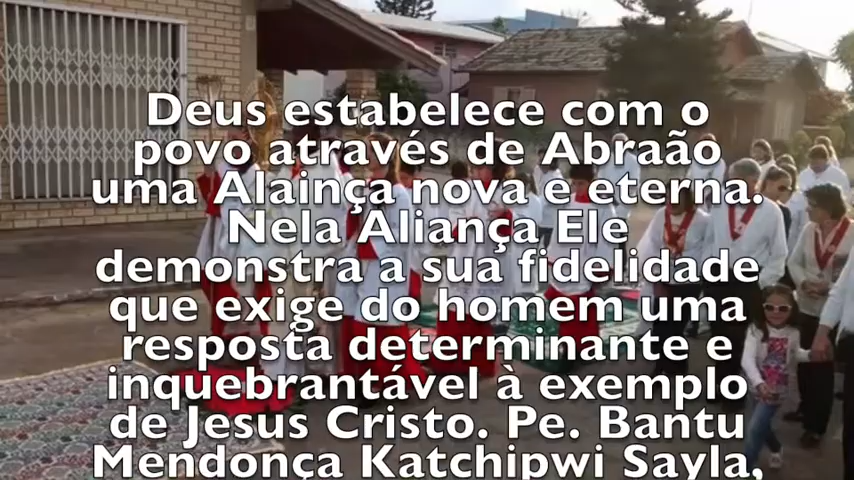 Deus estabelece com o
povo através de Abraão
uma Alainça nova e eterna.
Nela Aliança Ele
demonstra a sua fidelidade
que exige do homem uma
resposta determinante e
inquebrantável à exemplo
de Jesus Cristo. Pe. Bantu
Mendonça Katchipwi Sayla,